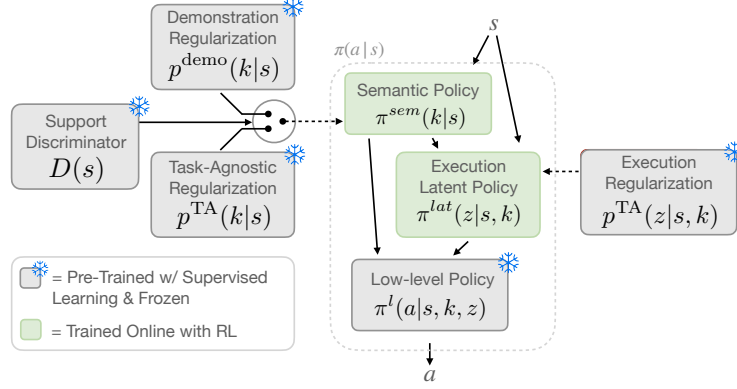 Demonstration
Regularization
p^demo(k|s)
Support
Discriminator
D(s)
Task-Agnostic
Regularization
p^TA(k|s)
π(a|s)
s
Semantic Policy
π^sem(k|s)
Execution
Latent Policy
π^lat(z|s, k)
Execution
Regularization
p^TA(z|s, k)
Low-level Policy
π^l(a|s, k, z)
a
= Pre-Trained w/ Supervised
Learning & Frozen
= Trained Online with RL